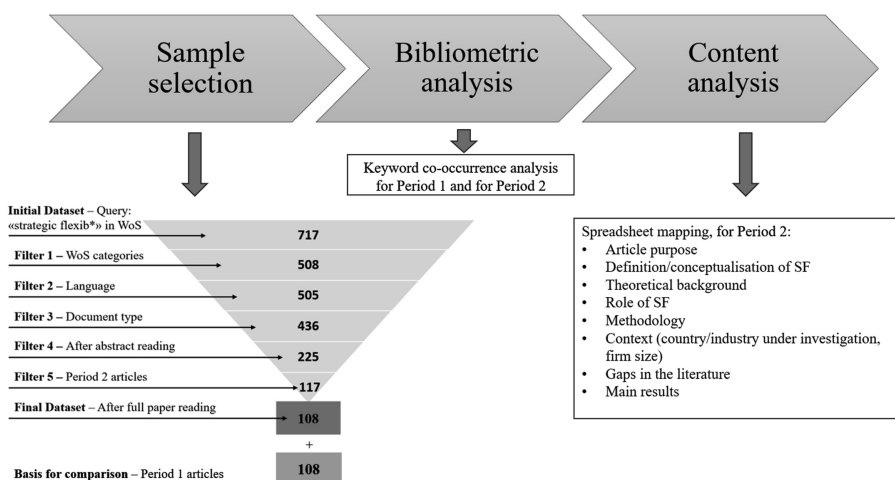 Sample
selection
Bibliometric
analysis
Content
analysis
Keyword co-occurrence analysis
for Period 1 and for Period 2
Initial Dataset – Query:
«strategic flexib*» in WoS
717
Filter 1 – WoS categories
508
Filter 2 – Language
505
Filter 3 – Document type
436
Filter 4 – After abstract reading
225
Filter 5 – Period 2 articles
117
Final Dataset – After full paper reading
108
+
Basis for comparison – Period 1 articles
108
Spreadsheet mapping, for Period 2:
• Article purpose
• Definition/conceptualisation of SF
• Theoretical background
• Role of SF
• Methodology
• Context (country/industry under investigation,
firm size)
• Gaps in the literature
• Main results